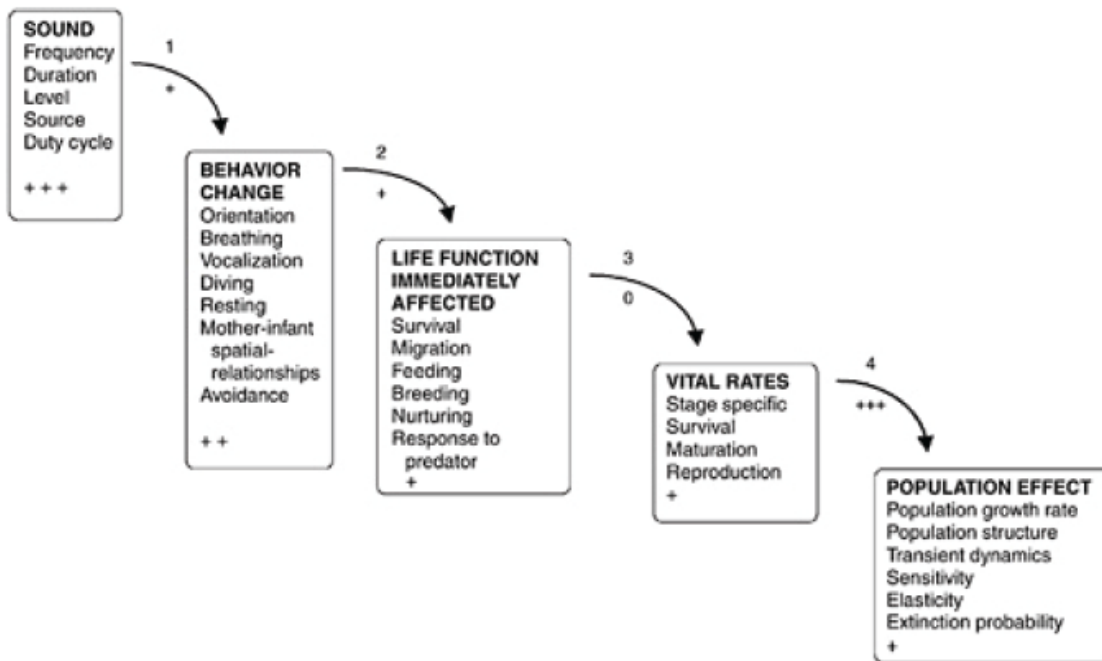 SOUND
Frequency
Duration
Level
Source
Duty cycle
+ + +
1
+
BEHAVIOR
CHANGE
Orientation
Breathing
Vocalization
Diving
Resting
Mother-infant
spatial-
relationships
Avoidance
+ +
2
+
LIFE FUNCTION
IMMEDIATELY
AFFECTED
Survival
Migration
Feeding
Breeding
Nurturing
Response to
predator
+
3
0
VITAL RATES
Stage specific
Survival
Maturation
Reproduction
+
4
+++
POPULATION EFFECT
Population growth rate
Population structure
Transient dynamics
Sensitivity
Elasticity
Extinction probability
+